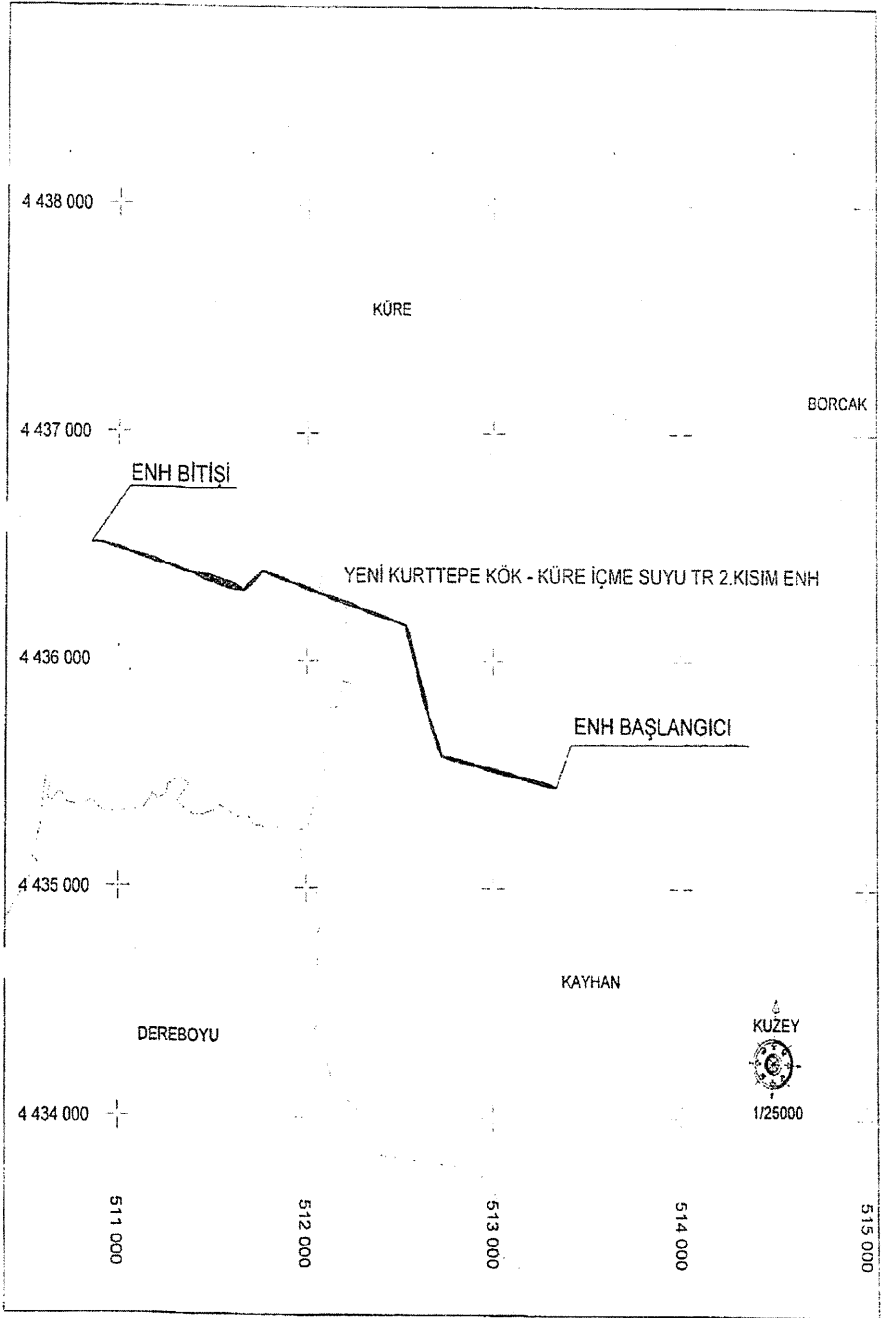 4 438 000
KÜRE
BORCAK
4 437 000
ENH BİTİŞİ
YENİ KURTTEPE KÖK - KÜRE İÇME SUYU TR 2.KISIM ENH
4 436 000
ENH BAŞLANGICI
4 435 000
KAYHAN
DEREBOYU
KUZEY
4 434 000
1/25000
511 000
512 000
513 000
514 000
515 000